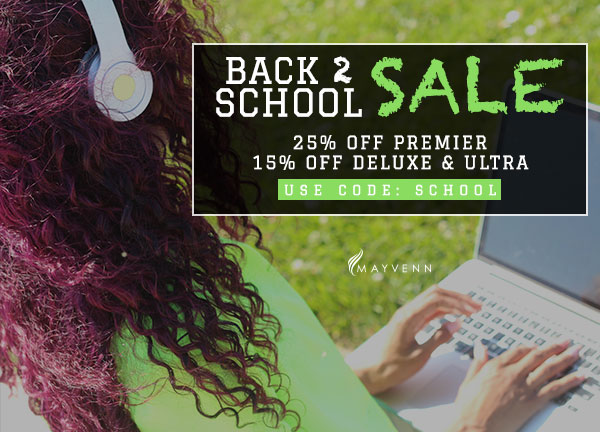 BACK 2 SALE
SCHOOL
25% OFF PREMIER
15% OFF DELUXE & ULTRA
USE CODE: SCHOOL
MAYVENN